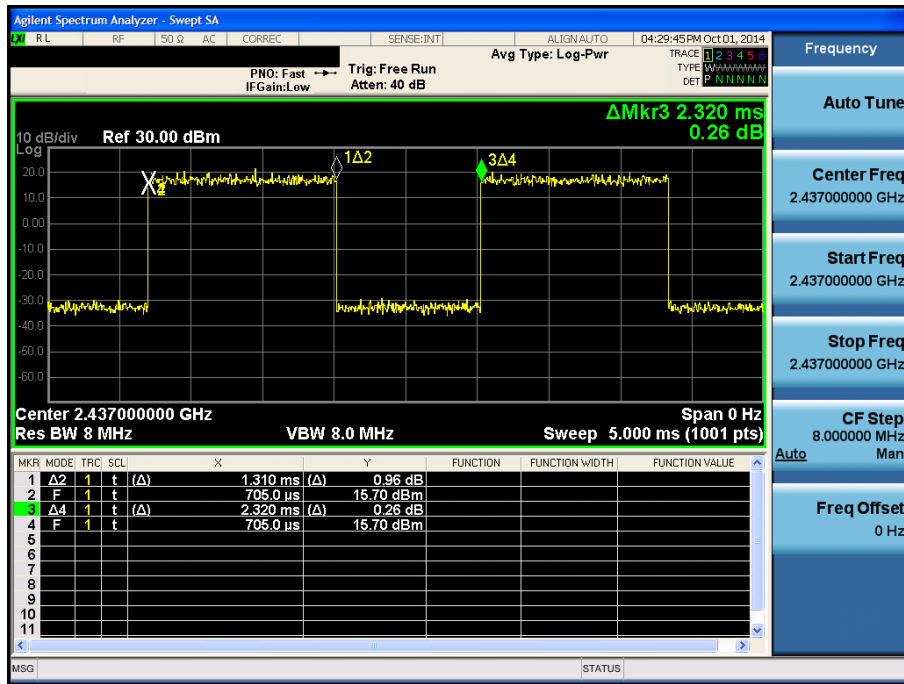 Agilent Spectrum Analyzer - Swept SA
LXI RL RF 50 Ω AC CORREC SENSE:INT ALIGN AUTO 04:29:45 PM Oct 01, 2014
Avg Type: Log-Pwr TRACE 1 2 3 4 5 6
PNO: Fast Trig: Free Run TYPE
IFGain:Low Atten: 40 dB DET P N N N N N
ΔMkr3 2.320 ms
0.26 dB
10 dB/div Ref 30.00 dBm
Log
1Δ2
3Δ4
20.0
2
10.0
0.00
-10.0
-20.0
-30.0
-40.0
-50.0
-60.0
Center 2.437000000 GHz Span 0 Hz
Res BW 8 MHz VBW 8.0 MHz Sweep 5.000 ms (1001 pts)
MKR MODE TRC SCL X Y FUNCTION FUNCTION WIDTH FUNCTION VALUE
1 Δ2 1 t (Δ) 1.310 ms (Δ) 0.96 dB
2 F 1 t 705.0 µs 15.70 dBm
3 Δ4 1 t (Δ) 2.320 ms (Δ) 0.26 dB
4 F 1 t 705.0 µs 15.70 dBm
5
6
7
8
9
10
11
MSG STATUS
Frequency
Auto Tune
Center Freq
2.437000000 GHz
Start Freq
2.437000000 GHz
Stop Freq
2.437000000 GHz
CF Step
8.000000 MHz
Auto Man
Freq Offset
0 Hz